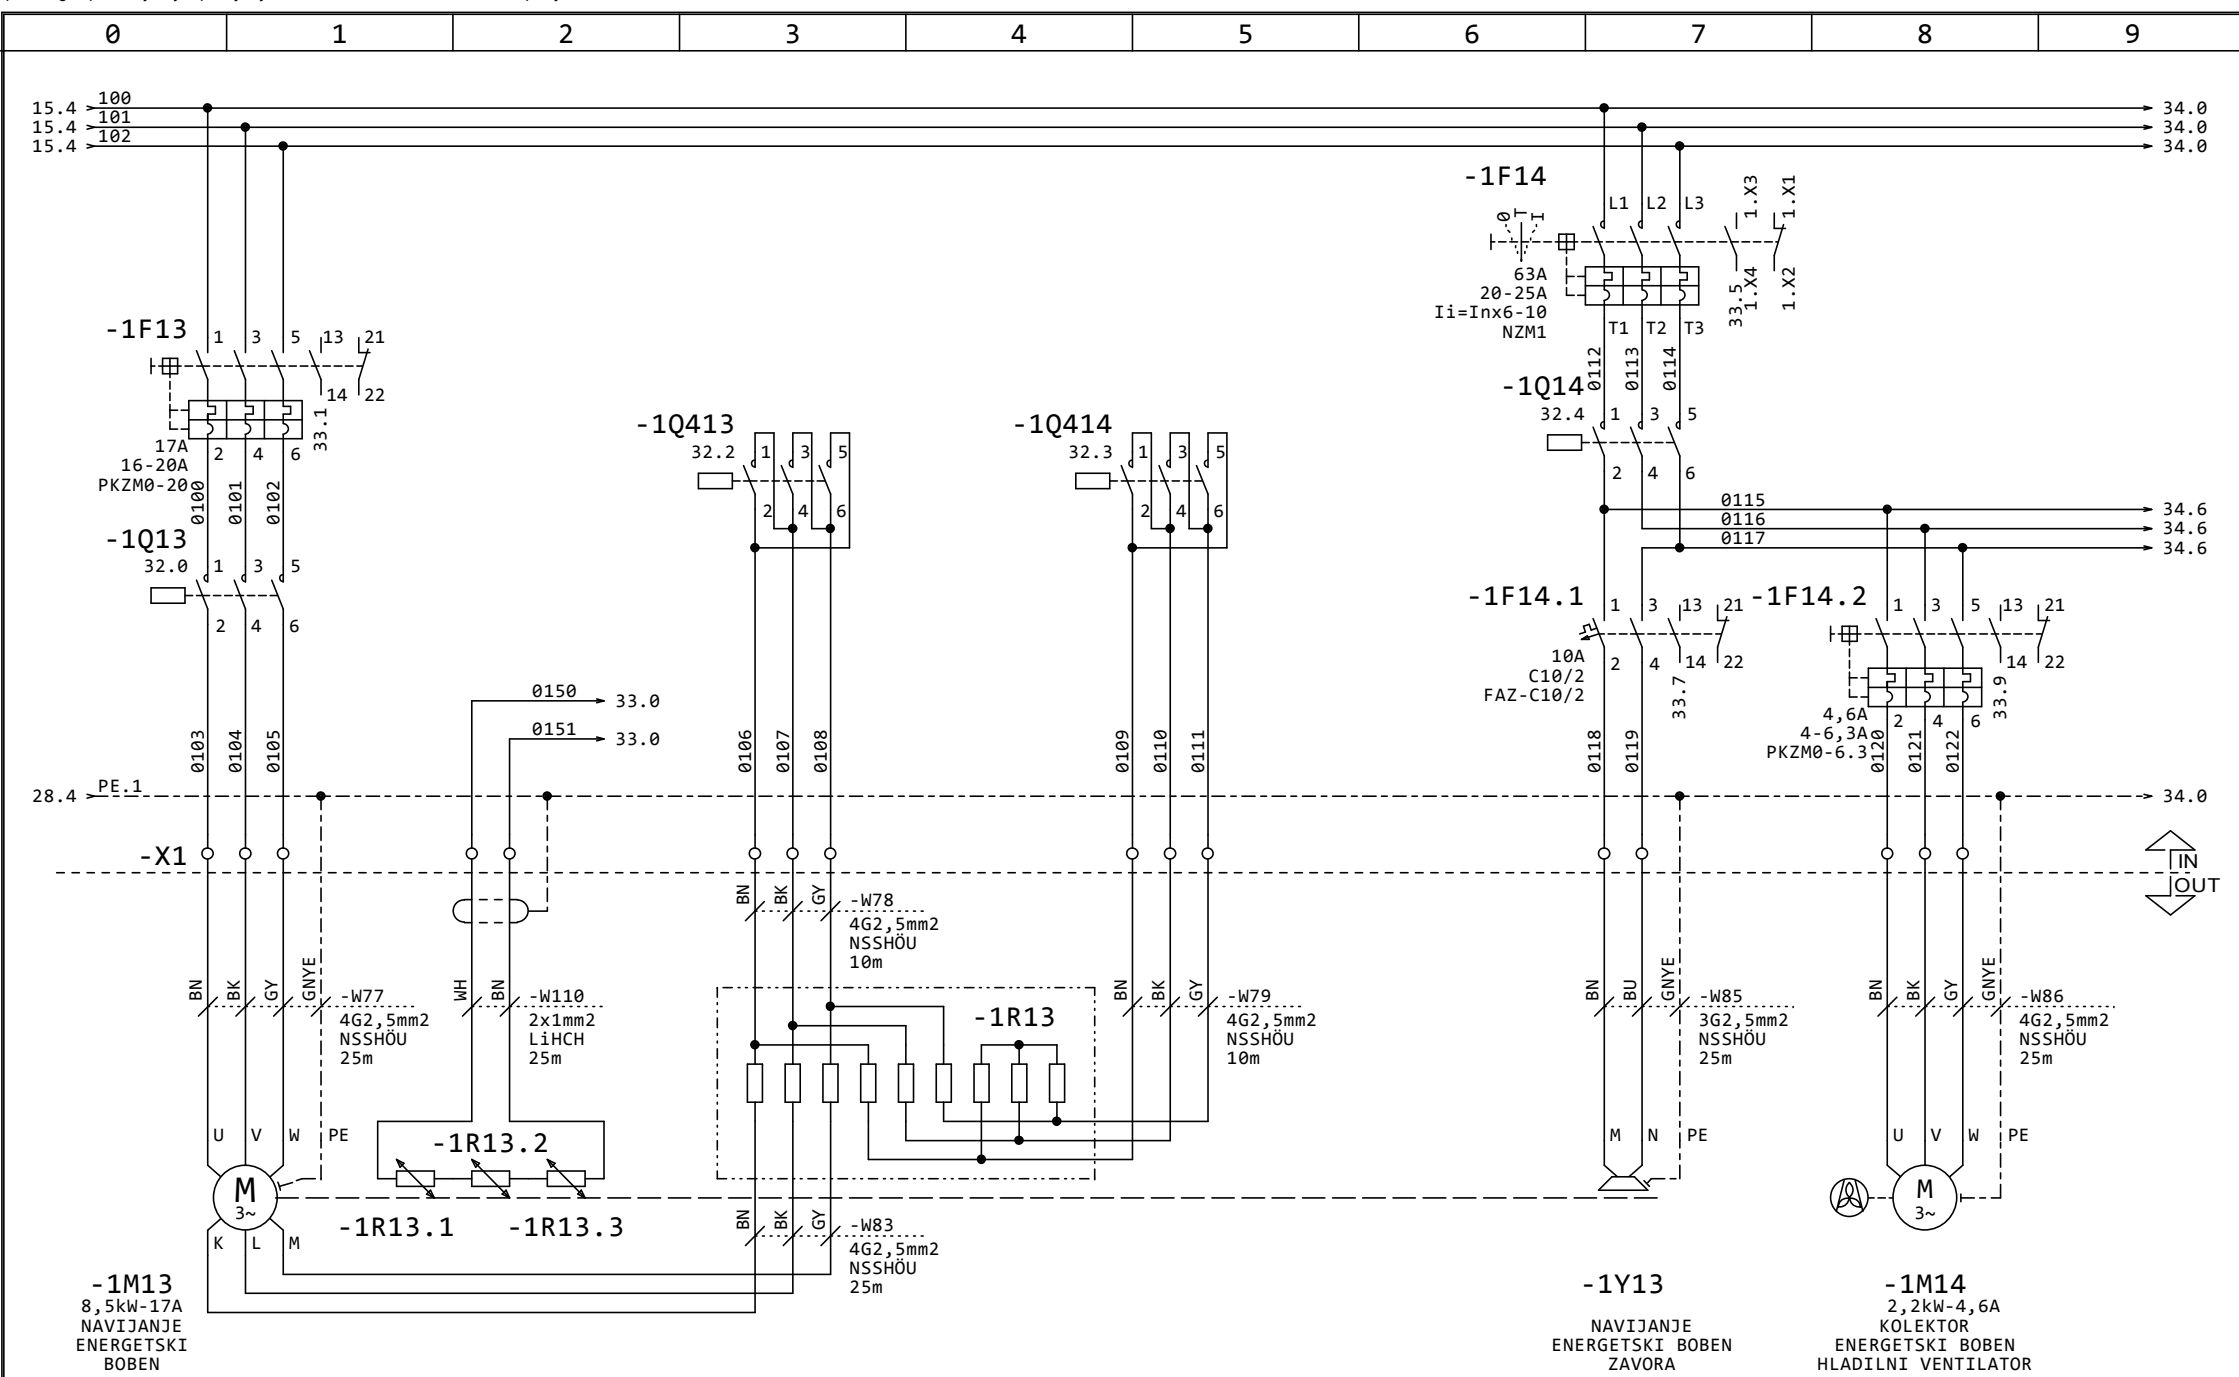 0 1 2 3 4 5 6 7 8 9
15.4 100 34.0
15.4 101 34.0
15.4 102 34.0
-1F13
1 3 5 13 21
14 22
33.1
17A
16-20A
PKZM0-20
2 4 6
0100 0101 0102
-1Q13
32.0
1 3 5
2 4 6
0103 0104 0105
0150 33.0
0151 33.0
-1Q413
32.2
1 3 5
2 4 6
0106 0107 0108
-1Q414
32.3
1 3 5
2 4 6
0109 0110 0111
-1F14
0 T I
L1 L2 L3
1.X3 1.X1
1.X4 1.X2
33.5
63A
20-25A
Ii=Inx6-10
NZM1
T1 T2 T3
0112 0113 0114
-1Q14
32.4
1 3 5
2 4 6
0115 34.6
0116 34.6
0117 34.6
-1F14.1
1 3 13 21
2 4 14 22
10A
C10/2
FAZ-C10/2
33.7
0118 0119
-1F14.2
1 3 5 13 21
14 22
33.9
4,6A
4-6,3A
PKZM0-6.3
2 4 6
0120 0121 0122
28.4 PE.1 34.0
-X1
IN
OUT
BN BK GY GNYE
-W77
4G2,5mm2
NSSHÖU
25m
WH BN
-W110
2x1mm2
LiHCH
25m
BN BK GY
-W78
4G2,5mm2
NSSHÖU
10m
-1R13
BN BK GY
-W79
4G2,5mm2
NSSHÖU
10m
BN BU GNYE
-W85
3G2,5mm2
NSSHÖU
25m
BN BK GY GNYE
-W86
4G2,5mm2
NSSHÖU
25m
U V W PE
M
3~
K L M
-1R13.2
-1R13.1 -1R13.3
BN BK GY
-W83
4G2,5mm2
NSSHÖU
25m
M N PE
U V W PE
M
3~
-1M13
8,5kW-17A
NAVIJANJE
ENERGETSKI
BOBEN
-1Y13
NAVIJANJE
ENERGETSKI BOBEN
ZAVORA
-1M14
2,2kW-4,6A
KOLEKTOR
ENERGETSKI BOBEN
HLADILNI VENTILATOR